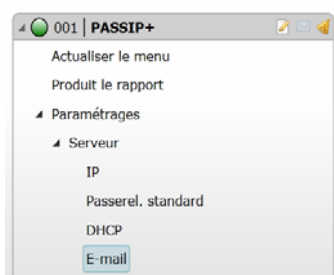 001 | PASSIP+
Actualiser le menu
Produit le rapport
Paramétrages
Serveur
IP
Passerel. standard
DHCP
E-mail